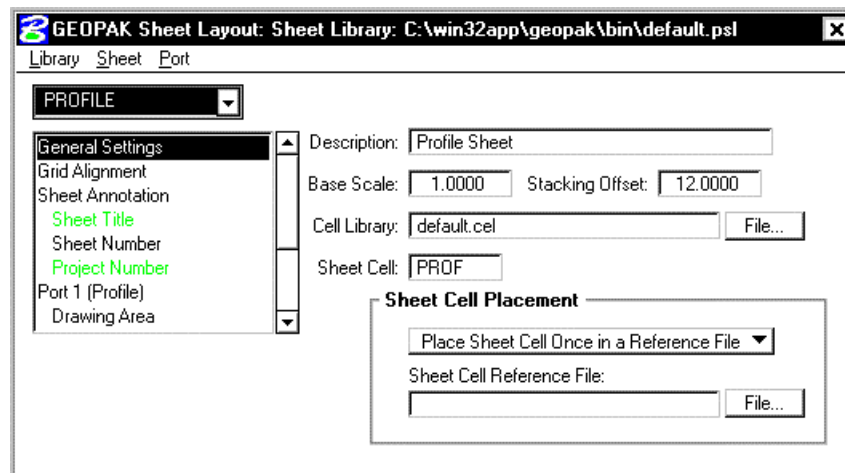 GEOPAK Sheet Layout: Sheet Library: C:\win32app\geopak\bin\default.psl
Library Sheet Port
PROFILE
General Settings
Grid Alignment
Sheet Annotation
Sheet Title
Sheet Number
Project Number
Port 1 (Profile)
Drawing Area
Description: Profile Sheet
Base Scale: 1.0000 Stacking Offset: 12.0000
Cell Library: default.cel File...
Sheet Cell: PROF
Sheet Cell Placement
Place Sheet Cell Once in a Reference File
Sheet Cell Reference File:
File...